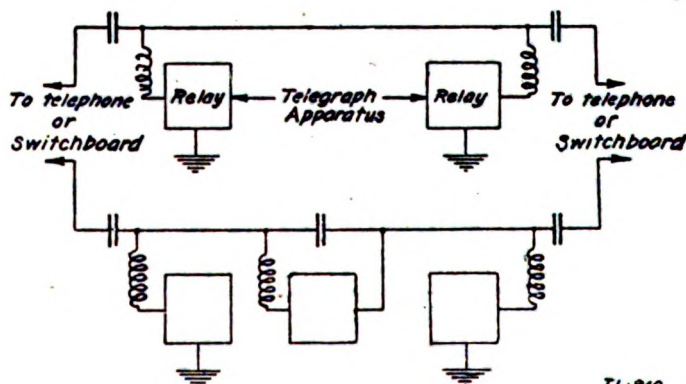 To telephone
or
Switchboard
Relay
Telegraph
Apparatus
Relay
To telephone
or
Switchboard